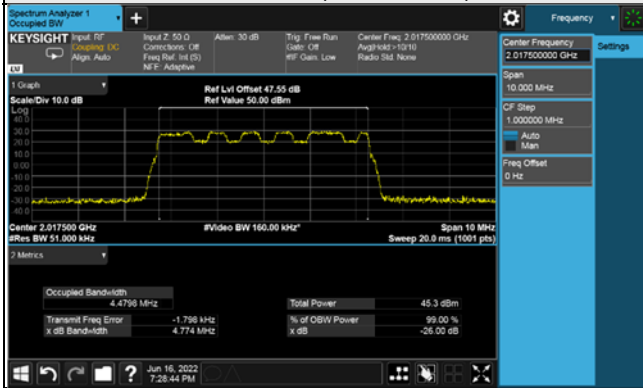 Spectrum Analyzer 1
Occupied BW
+
Frequency
KEYSIGHT
Input: RF
Coupling: DC
Align: Auto
Input Z: 50 Ω
Corrections: Off
Freq Ref: Int (S)
NFE: Adaptive
Atten: 30 dB
Trig: Free Run
Gate: Off
#IF Gain: Low
Center Freq: 2.017500000 GHz
Avg|Hold:>10/10
Radio Std: None
Center Frequency
2.017500000 GHz
Settings
Span
10.000 MHz
CF Step
1.000000 MHz
Auto
Man
Freq Offset
0 Hz
1 Graph
Scale/Div 10.0 dB
Ref Lvl Offset 47.55 dB
Ref Value 50.00 dBm
Log
40.0
30.0
20.0
10.0
0.00
-10.0
-20.0
-30.0
-40.0
Center 2.017500 GHz
#Res BW 51.000 kHz
#Video BW 160.00 kHz*
Span 10 MHz
Sweep 20.0 ms (1001 pts)
2 Metrics
Occupied Bandwidth
4.4798 MHz
Total Power 45.3 dBm
Transmit Freq Error -1.798 kHz
% of OBW Power 99.00 %
x dB Bandwidth 4.774 MHz
x dB -26.00 dB
?
Jun 16, 2022
7:28:44 PM